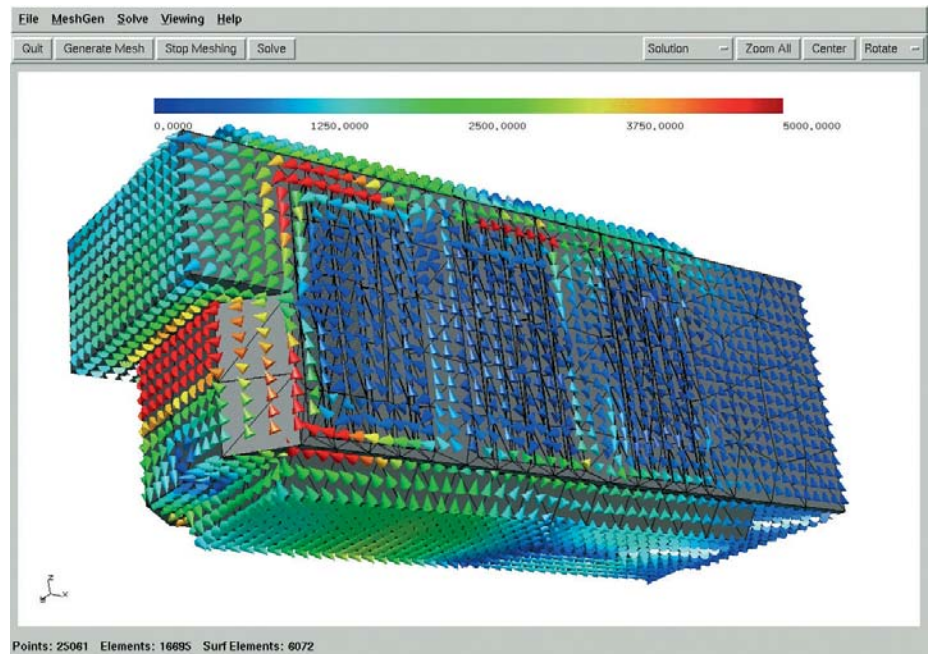 File MeshGen Solve Viewing Help
Quit Generate Mesh Stop Meshing Solve Solution Zoom All Center Rotate
0,0000 1250,0000 2500,0000 3750,0000 5000,0000
z
x
Points: 25061 Elements: 16695 Surf Elements: 6072